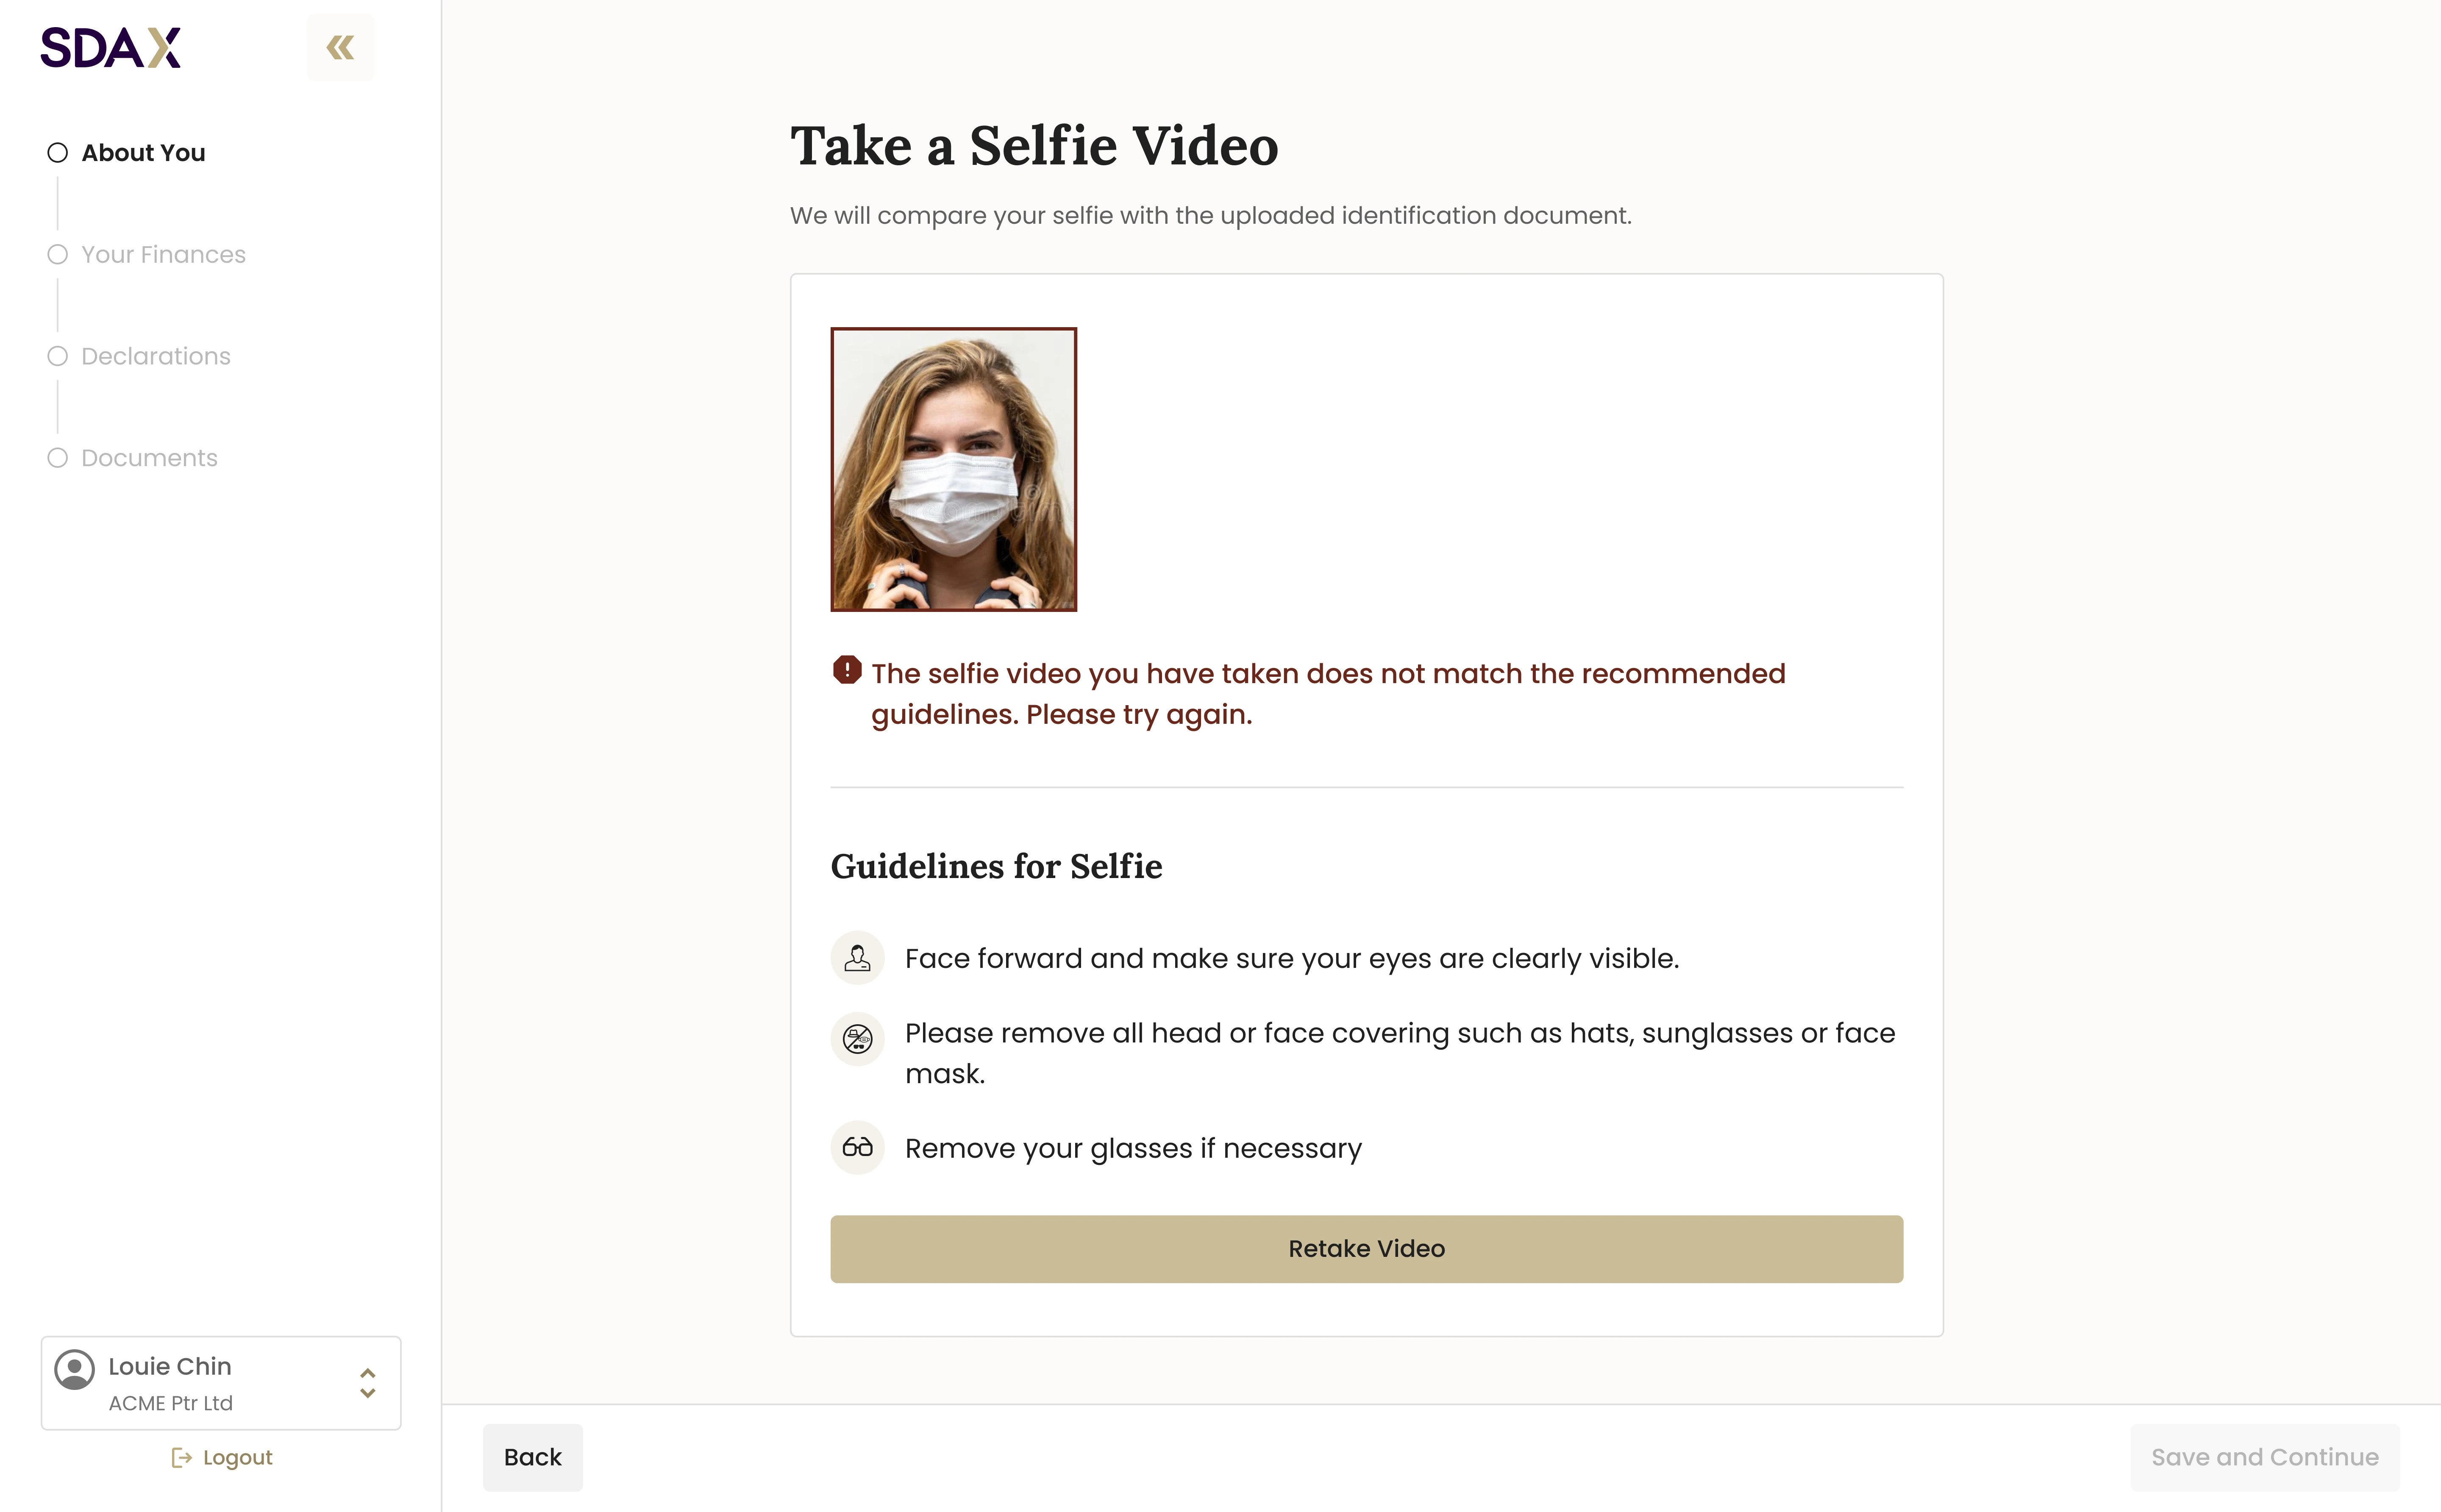 SDAX
About You
Your Finances
Declarations
Documents
Louie Chin
ACME Ptr Ltd
Logout
Take a Selfie Video
We will compare your selfie with the uploaded identification document.
The selfie video you have taken does not match the recommended
guidelines. Please try again.
Guidelines for Selfie
Face forward and make sure your eyes are clearly visible.
Please remove all head or face covering such as hats, sunglasses or face
mask.
Remove your glasses if necessary
Retake Video
Back
Save and Continue